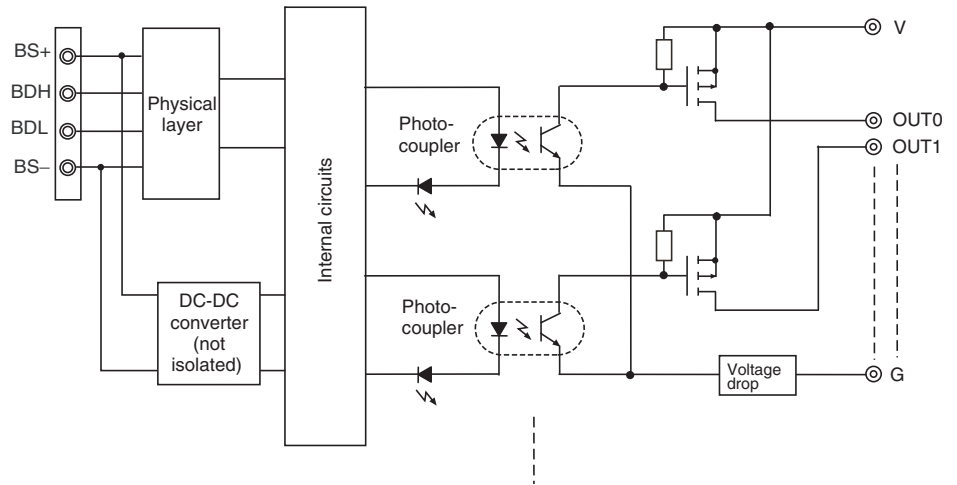 BS+
BDH
BDL
BS–
Physical
layer
DC-DC
converter
(not
isolated)
Internal circuits
Photo-
coupler
Photo-
coupler
V
OUT0
OUT1
Voltage
drop
G